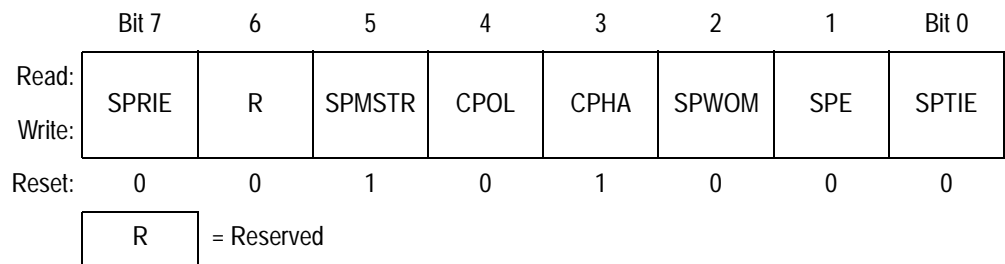 Bit 7 6 5 4 3 2 1 Bit 0
Read:
SPRIE R SPMSTR CPOL CPHA SPWOM SPE SPTIE
Write:
Reset: 0 0 1 0 1 0 0 0
R = Reserved